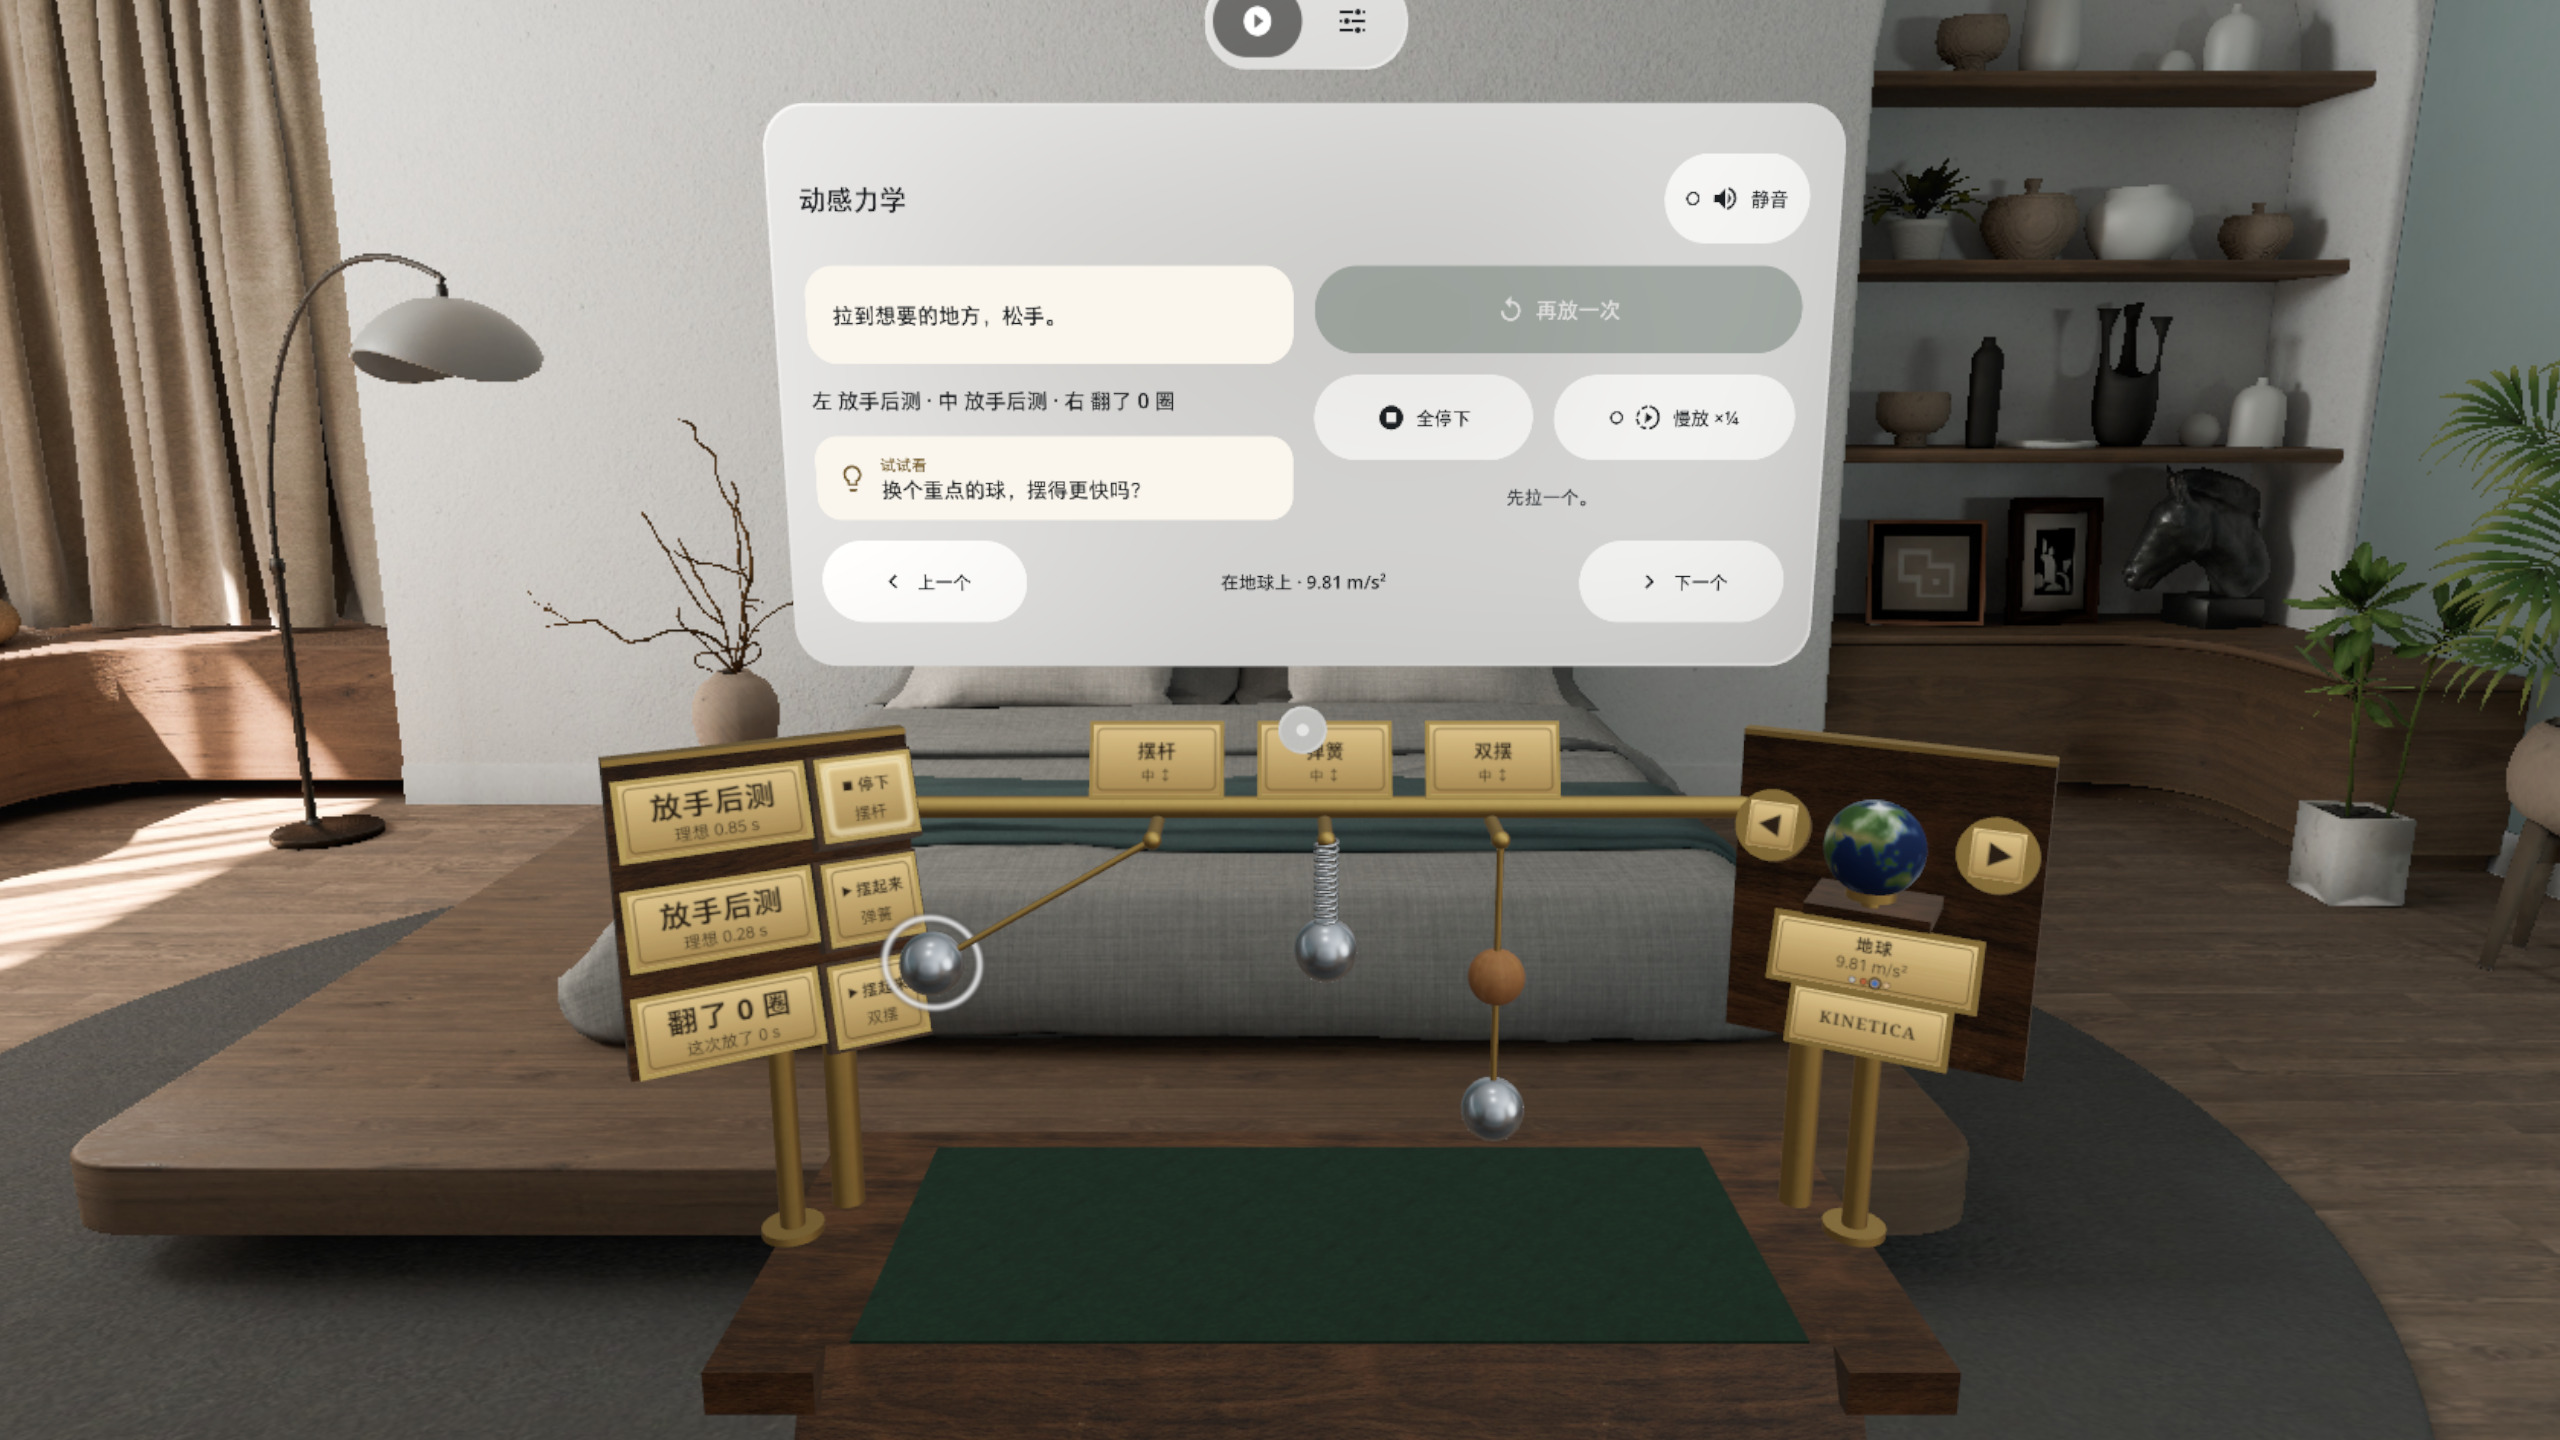 动感力学
静音
拉到想要的地方，松手。
再放一次
左 放手后测 · 中 放手后测 · 右 翻了 0 圈
全停下
慢放 ×¼
试试看
换个重点的球，摆得更快吗？
先拉一个。
上一个
在地球上 · 9.81 m/s²
下一个
摆杆
中 ↕
弹簧
中 ↕
双摆
中 ↕
放手后测
理想 0.85 s
■ 停下
摆杆
放手后测
理想 0.28 s
▶ 摆起来
弹簧
翻了 0 圈
这次放了 0 s
▶ 摆起来
双摆
地球
9.81 m/s²
KINETICA